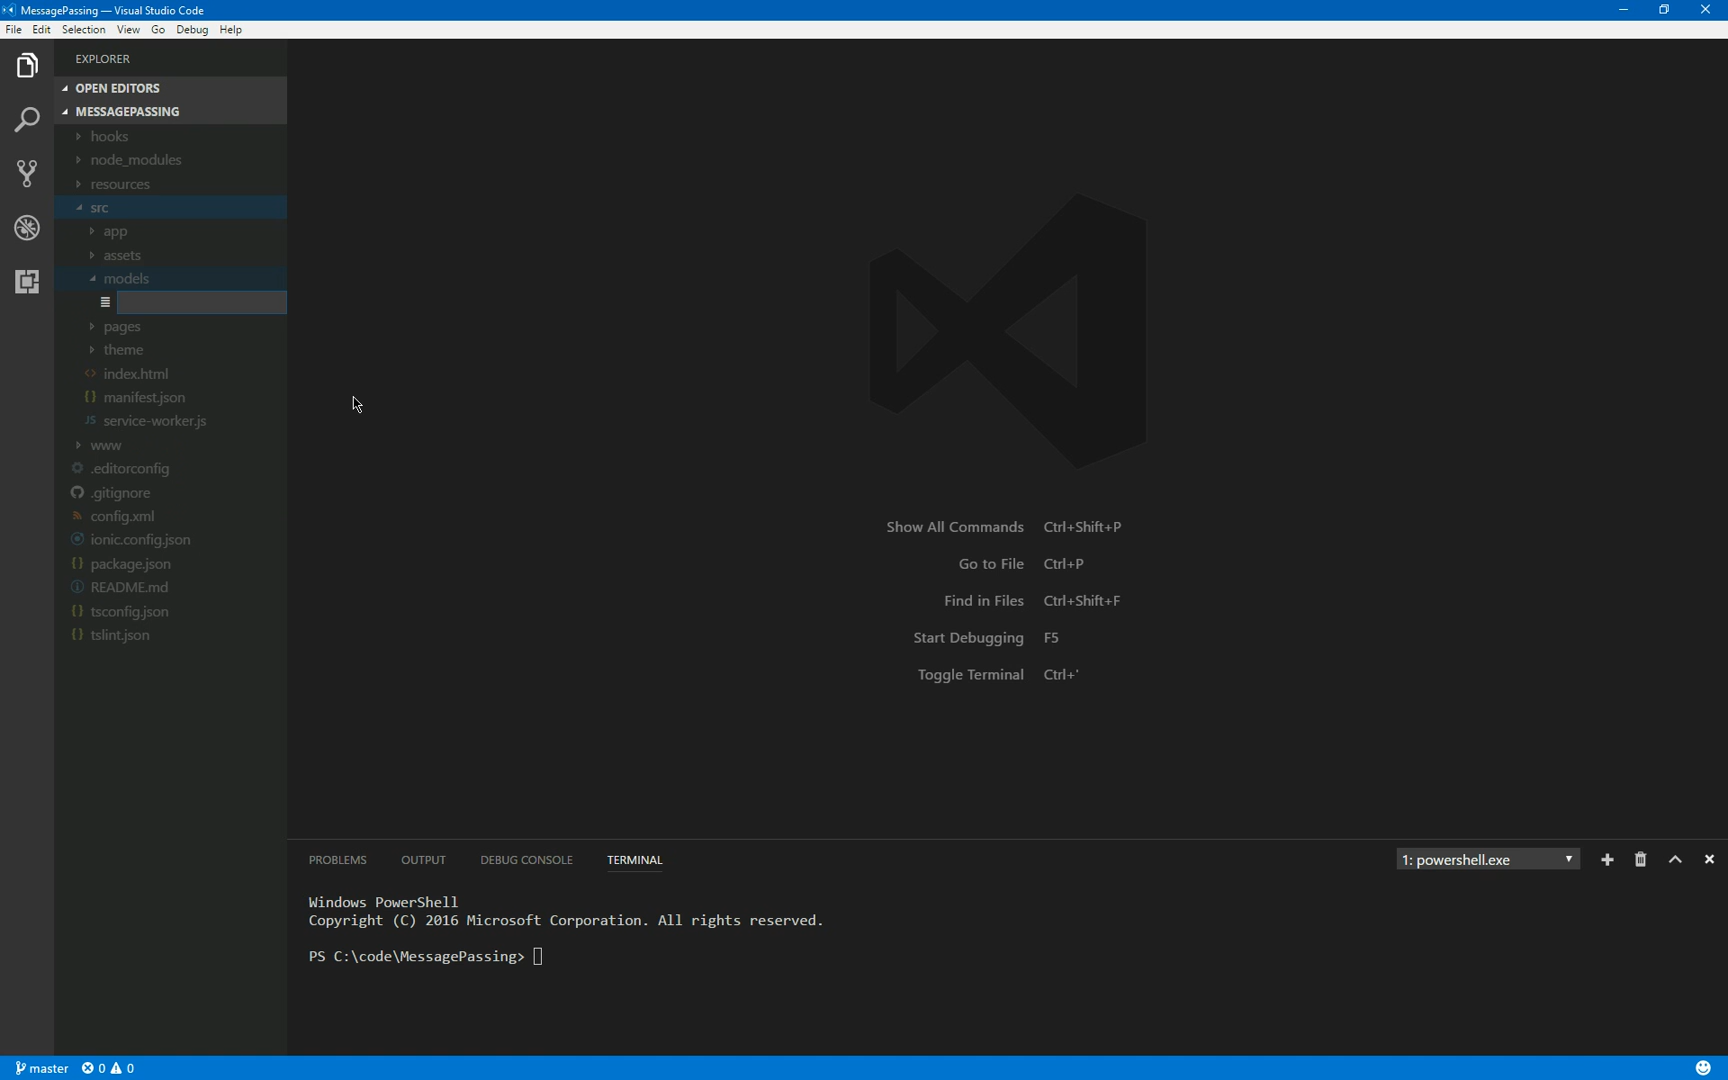 MessagePassing — Visual Studio Code
File Edit Selection View Go Debug Help
EXPLORER
OPEN EDITORS
MESSAGEPASSING
hooks
node_modules
resources
src
app
assets
models
pages
theme
index.html
manifest.json
JS service-worker.js
www
.editorconfig
.gitignore
config.xml
ionic.config.json
package.json
README.md
tsconfig.json
tslint.json
Show All Commands Ctrl+Shift+P
Go to File Ctrl+P
Find in Files Ctrl+Shift+F
Start Debugging F5
Toggle Terminal Ctrl+'
PROBLEMS OUTPUT DEBUG CONSOLE TERMINAL 1: powershell.exe
Windows PowerShell
Copyright (C) 2016 Microsoft Corporation. All rights reserved.
PS C:\code\MessagePassing>
master 0 0